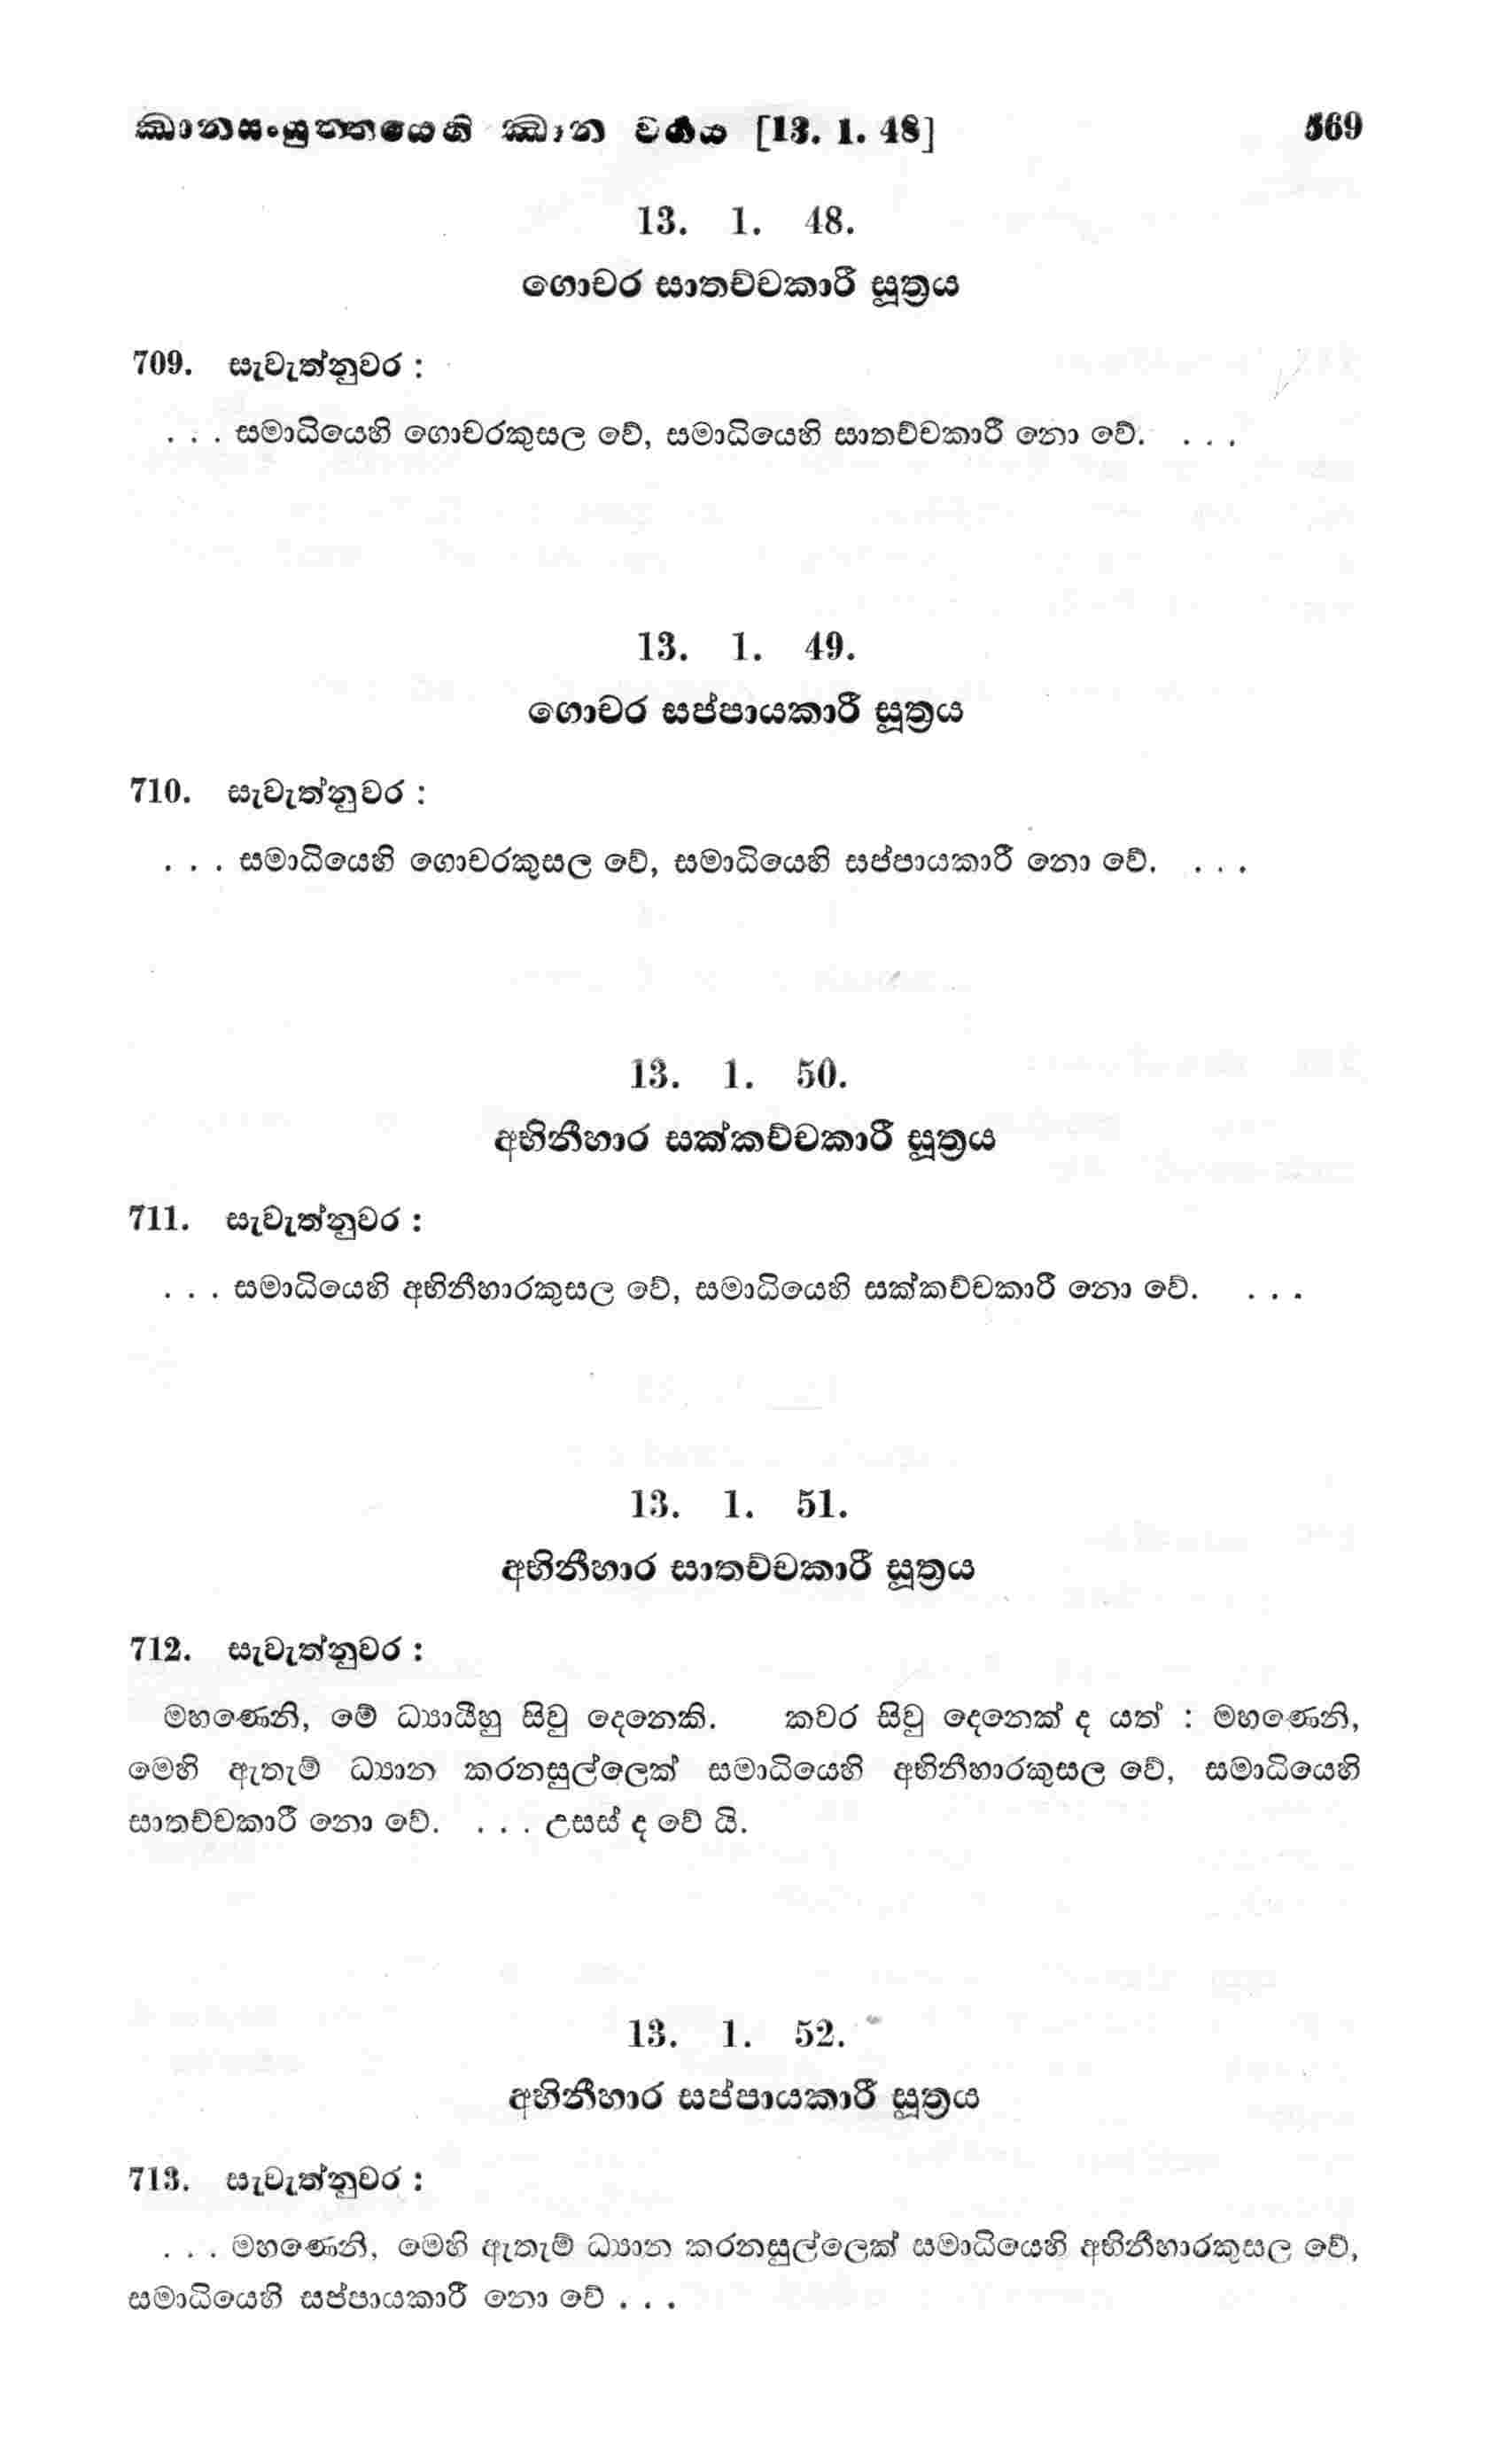 ඣානසංයුත්තයෙහි ඣාන වර්ගය [13. 1. 48] 569
13. 1. 48.
ගොචර සාතච්චකාරී සූත්‍රය
709. සැවැත්නුවර :
. . . සමාධියෙහි ගොචරකුසල වේ, සමාධියෙහි සාතච්චකාරී නො වේ. . . .
13. 1. 49.
ගොචර සප්පායකාරී සූත්‍රය
710. සැවැත්නුවර :
. . . සමාධියෙහි ගොචරකුසල වේ, සමාධියෙහි සප්පායකාරී නො වේ. . . .
13. 1. 50.
අභිනීහාර සක්කච්චකාරී සූත්‍රය
711. සැවැත්නුවර :
. . . සමාධියෙහි අභිනීහාරකුසල වේ, සමාධියෙහි සක්කච්චකාරී නො වේ. . . .
13. 1. 51.
අභිනීහාර සාතච්චකාරී සූත්‍රය
712. සැවැත්නුවර :
මහණෙනි, මේ ධ්‍යායීහු සිවු දෙනෙකි. කවර සිවු දෙනෙක් ද යත් : මහණෙනි,
මෙහි ඇතැම් ධ්‍යාන කරනසුල්ලෙක් සමාධියෙහි අභිනීහාරකුසල වේ, සමාධියෙහි
සාතච්චකාරී නො වේ. . . . උසස් ද වේ යි.
13. 1. 52.
අභිනීහාර සප්පායකාරී සූත්‍රය
713. සැවැත්නුවර :
. . . මහණෙනි, මෙහි ඇතැම් ධ්‍යාන කරනසුල්ලෙක් සමාධියෙහි අභිනීහාරකුසල වේ,
සමාධියෙහි සප්පායකාරී නො වේ . . .